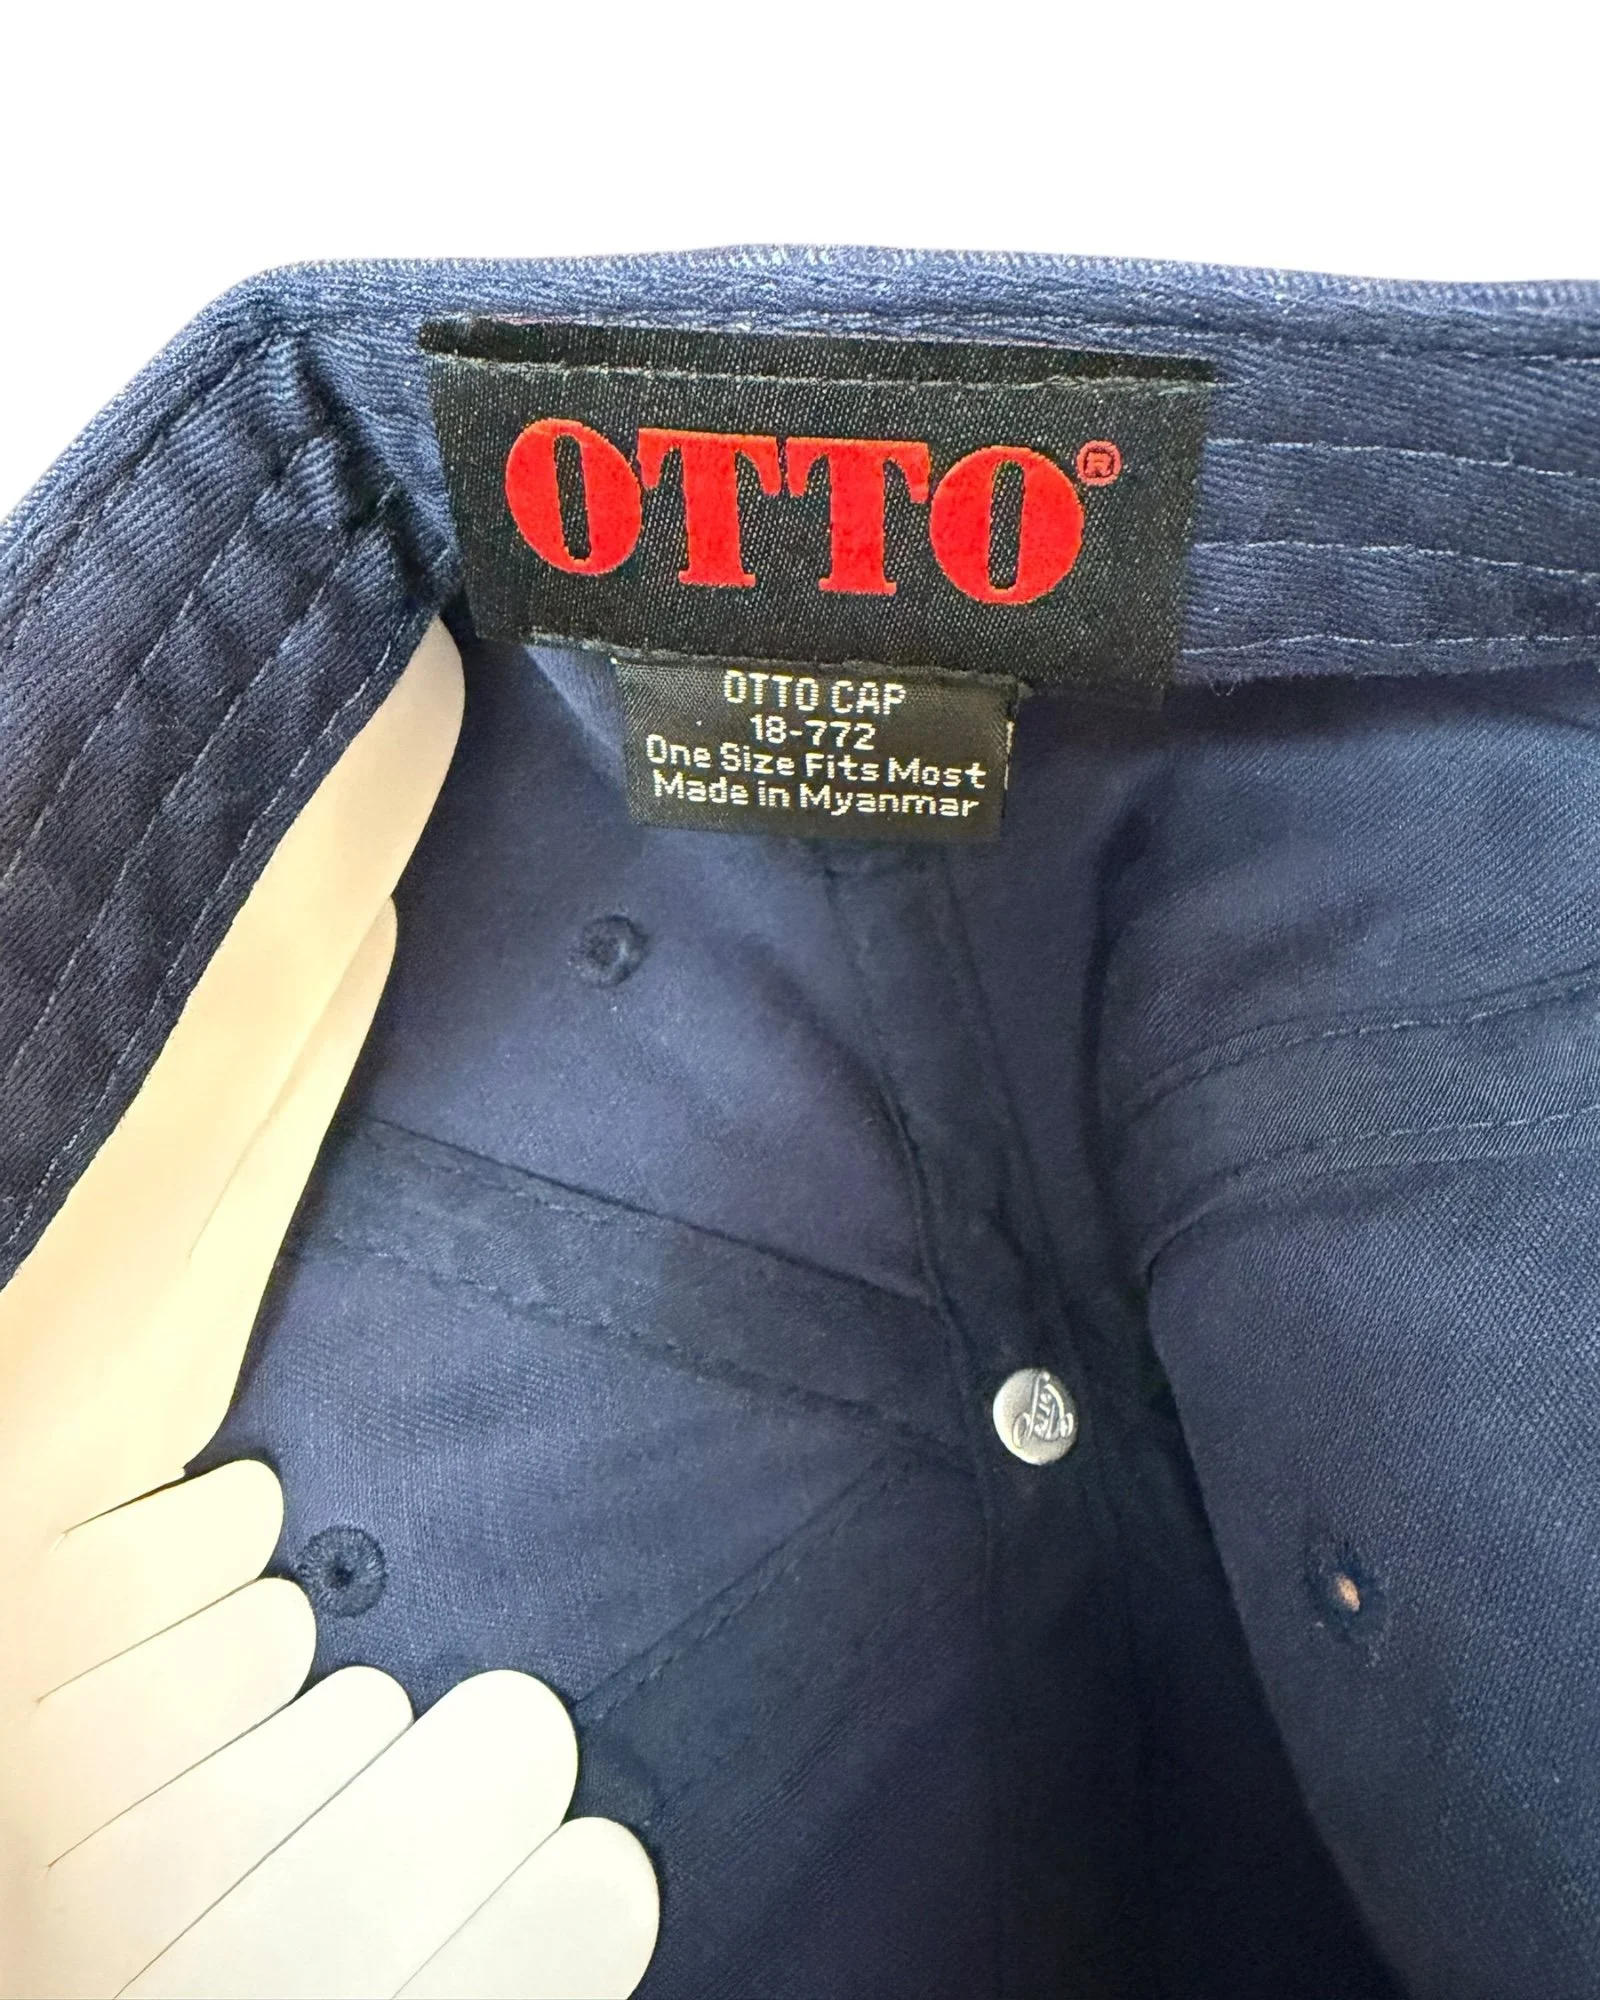 OTTO®
OTTO CAP
18-772
One Size Fits Most
Made in Myanmar